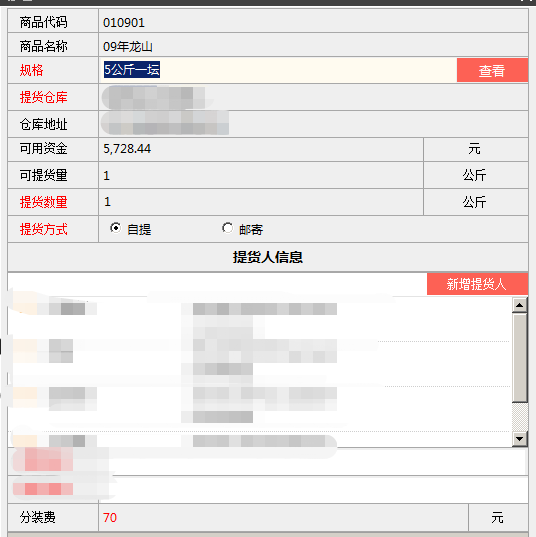 商品代码 010901
商品名称 09年龙山
规格 5公斤一坛 查看
提货仓库
仓库地址
可用资金 5,728.44 元
可提货量 1 公斤
提货数量 1 公斤
提货方式 自提 邮寄
提货人信息
新增提货人
分装费 70 元